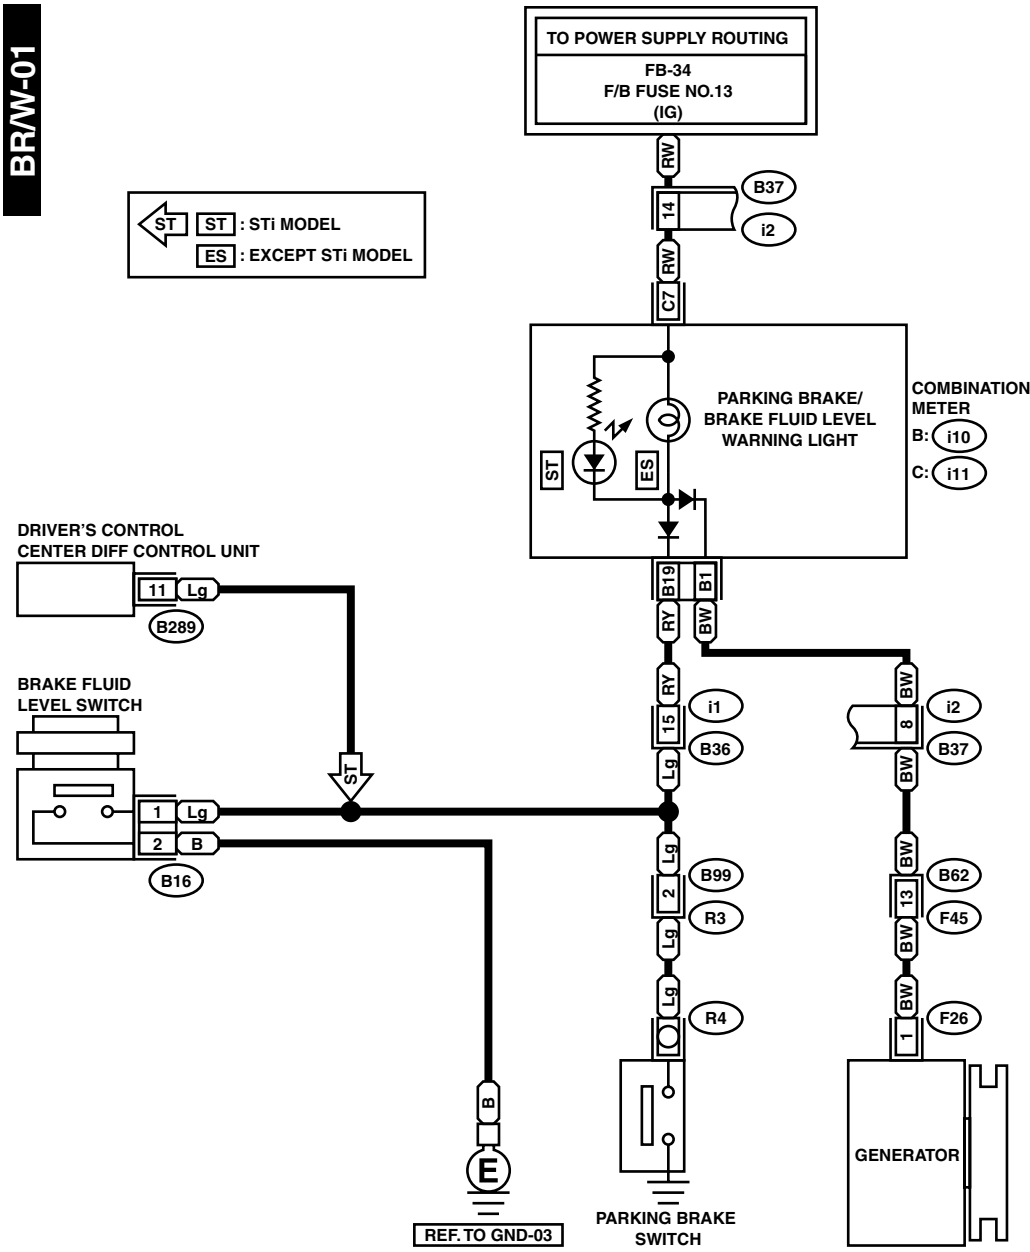 BR/W-01
TO POWER SUPPLY ROUTING
FB-34
F/B FUSE NO.13
(IG)
RW
B37
14
i2
ST
ST : STi MODEL
ES : EXCEPT STi MODEL
RW
C7
PARKING BRAKE/
BRAKE FLUID LEVEL
WARNING LIGHT
COMBINATION
METER
B: i10
C: i11
ST
ES
DRIVER'S CONTROL
CENTER DIFF CONTROL UNIT
11 Lg
B289
B19 B1
RY BW
BRAKE FLUID
LEVEL SWITCH
RY
BW
i1
15
B36
Lg
i2
8
B37
BW
ST
1 Lg
2 B
B16
Lg
B99
2
R3
Lg
BW
B62
13
F45
BW
Lg
R4
BW
F26
1
B
E
REF. TO GND-03
PARKING BRAKE
SWITCH
GENERATOR